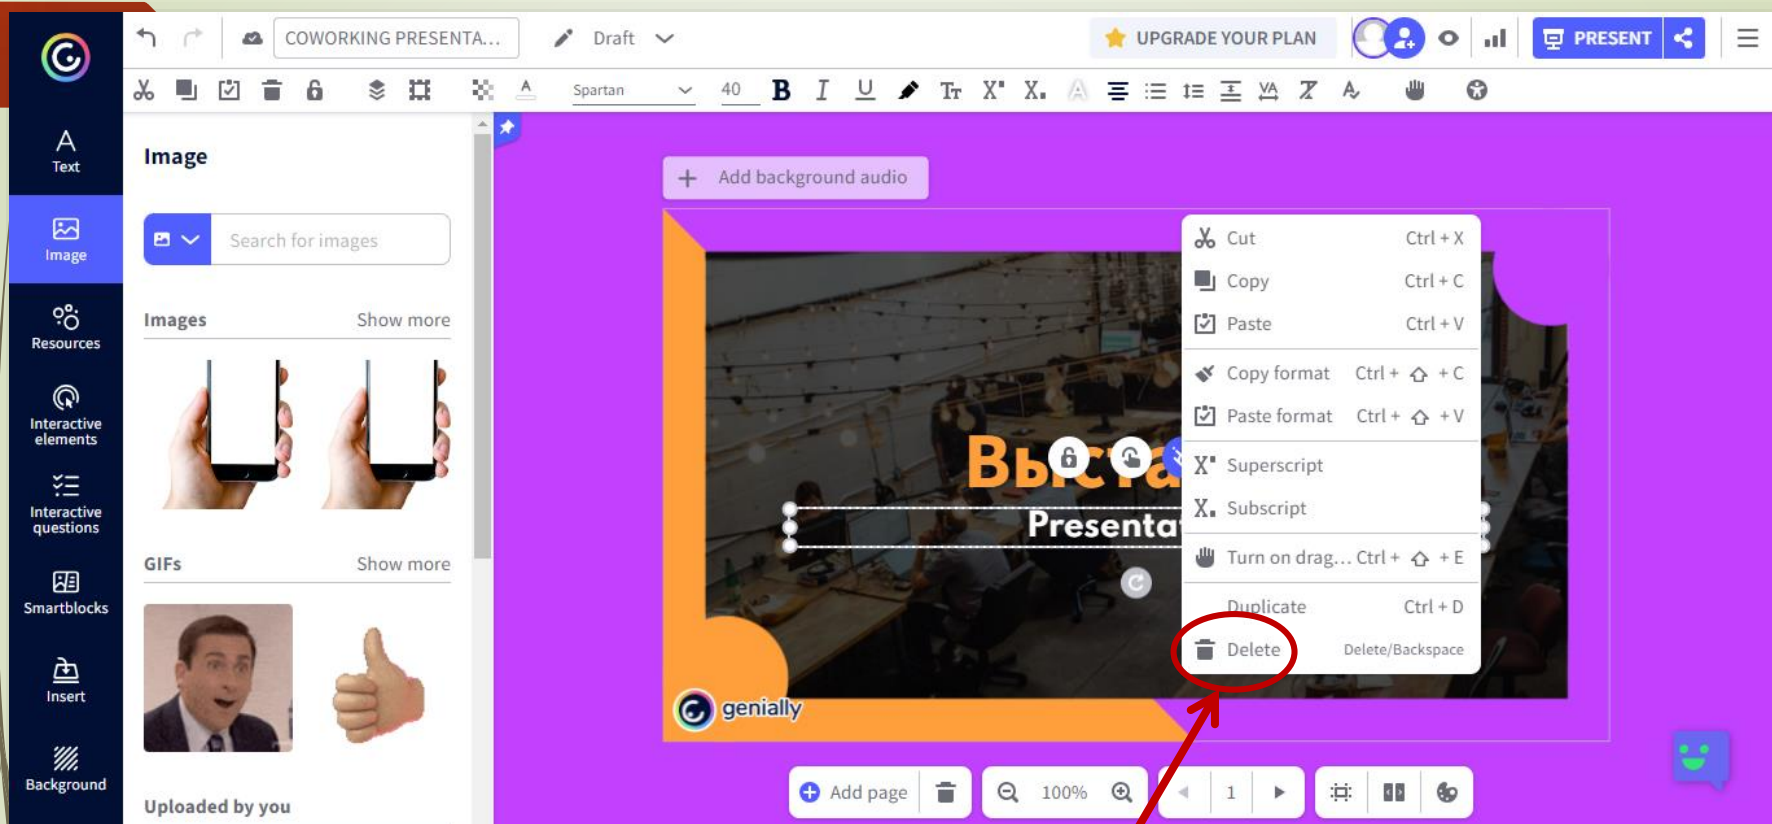 COWORKING PRESENTA...
Draft
UPGRADE YOUR PLAN
PRESENT
Spartan
40
B I U Tт X▪ X▪ A VA A
A
Text
Image
Resources
Interactive
elements
Interactive
questions
Smartblocks
Insert
Background
Image
Search for images
Images Show more
GIFs Show more
Uploaded by you
+ Add background audio
Cut Ctrl + X
Copy Ctrl + C
Paste Ctrl + V
Copy format Ctrl + ⇧ + C
Paste format Ctrl + ⇧ + V
X▪ Superscript
X▪ Subscript
Turn on drag... Ctrl + ⇧ + E
Duplicate Ctrl + D
Delete Delete/Backspace
Presenta
genially
Add page
100%
1